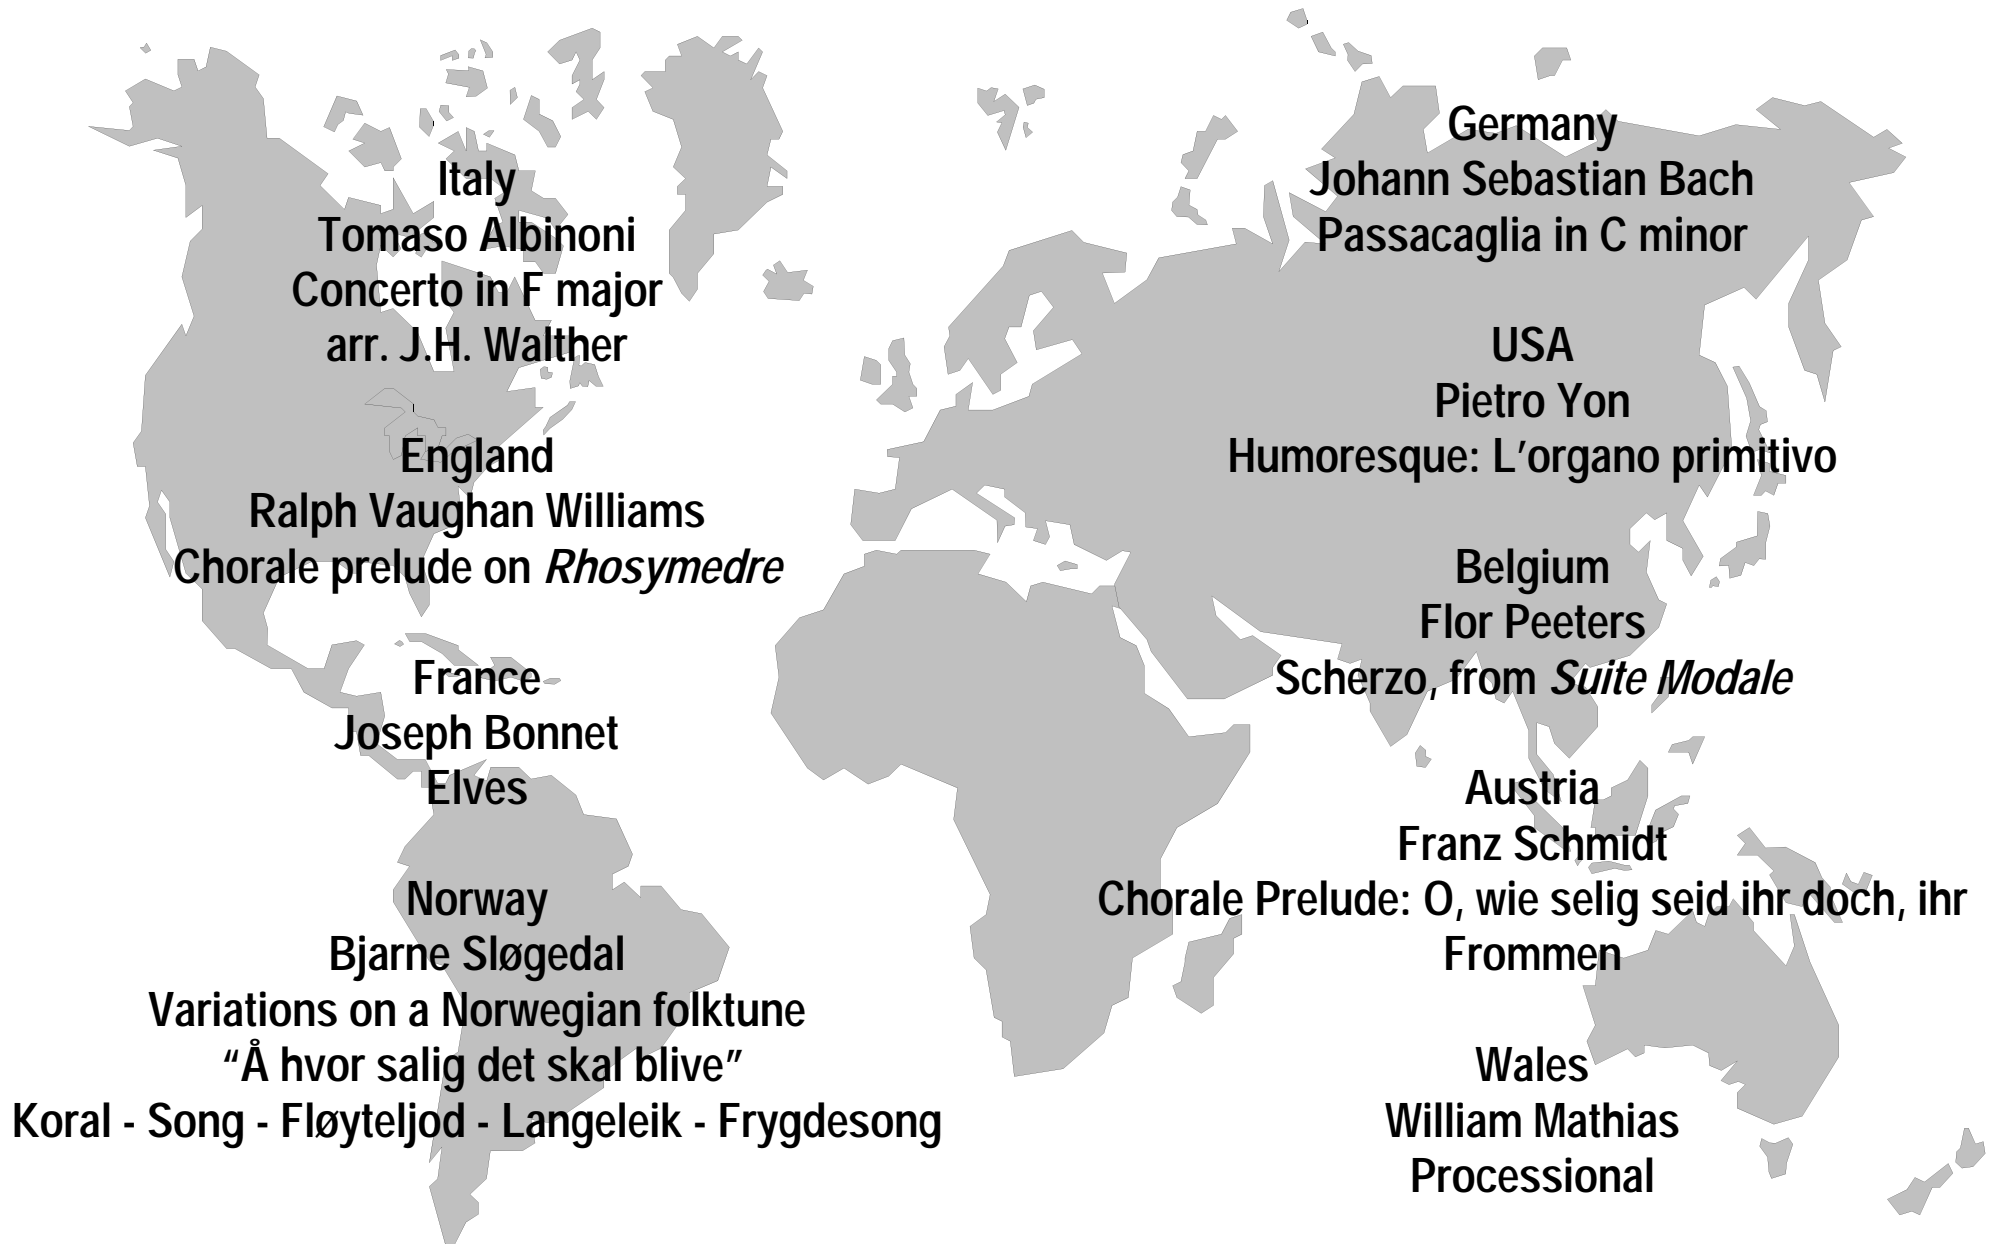 Italy
Tomaso Albinoni
Concerto in F major
arr. J.H. Walther
England
Ralph Vaughan Williams
Chorale prelude on Rhosymedre
France
Joseph Bonnet
Elves
Norway
Bjarne Sløgedal
Variations on a Norwegian folktune
“Å hvor salig det skal blive”
Koral - Song - Fløyteljod - Langeleik - Frygdesong
Germany
Johann Sebastian Bach
Passacaglia in C minor
USA
Pietro Yon
Humoresque: L’organo primitivo
Belgium
Flor Peeters
Scherzo, from Suite Modale
Austria
Franz Schmidt
Chorale Prelude: O, wie selig seid ihr doch, ihr
Frommen
Wales
William Mathias
Processional